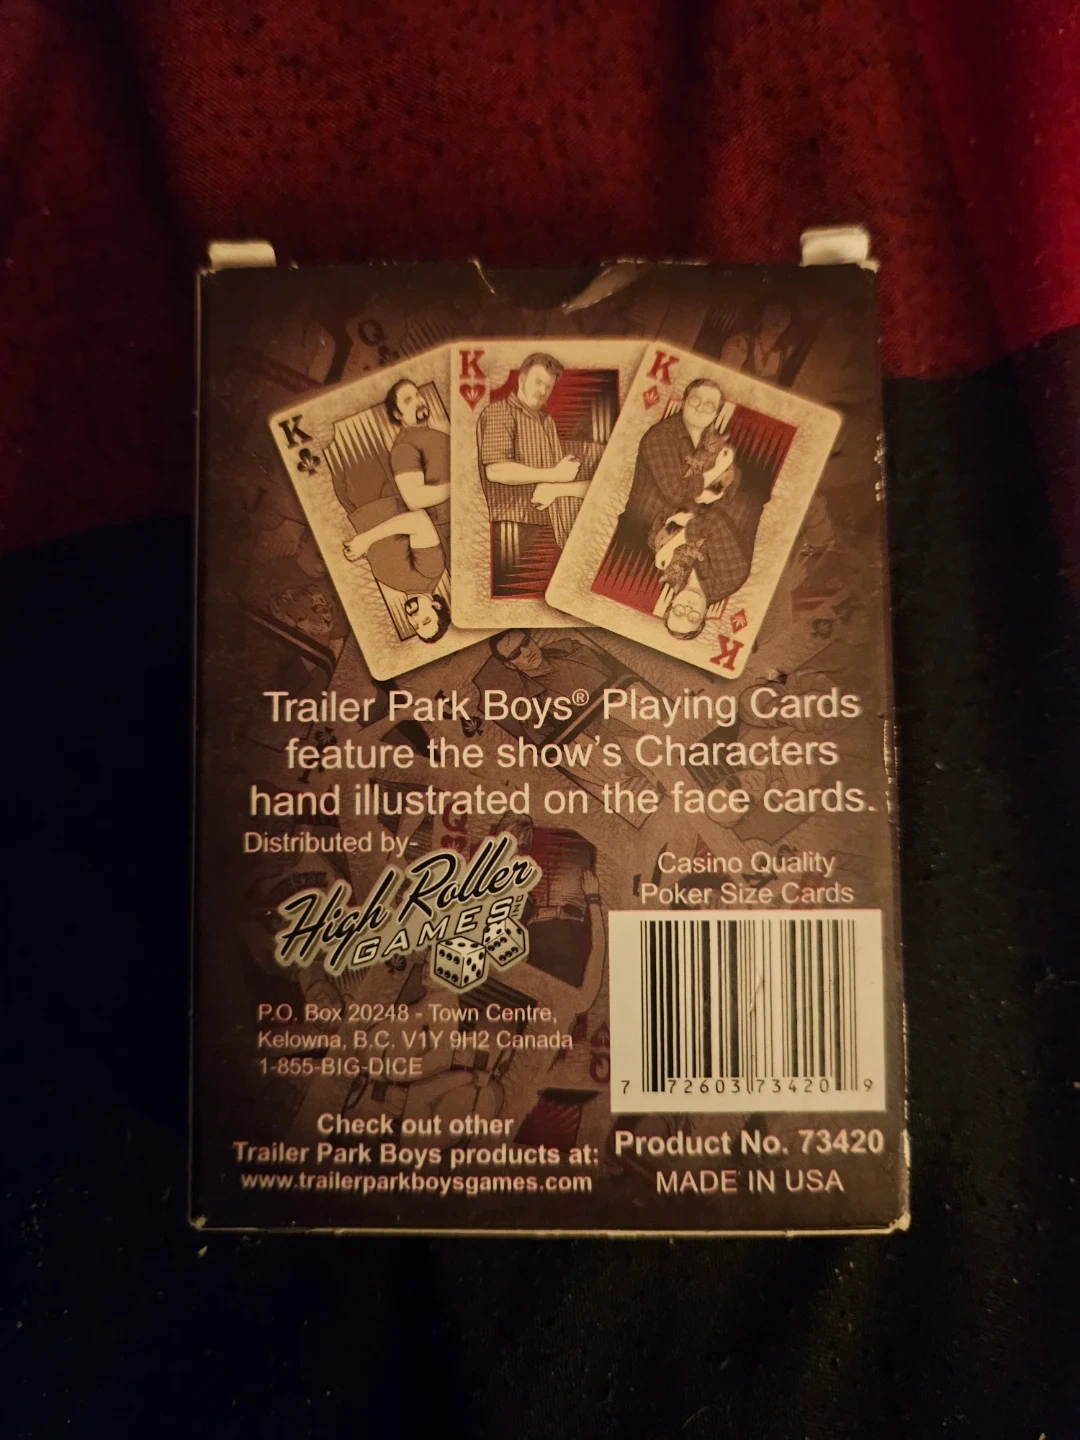 K
K
K
K
Trailer Park Boys® Playing Cards
feature the show's Characters
hand illustrated on the face cards.
Distributed by-
High Roller
GAMES INC
Casino Quality
Poker Size Cards
P.O. Box 20248 - Town Centre,
Kelowna, B.C. V1Y 9H2 Canada
1-855-BIG-DICE
7 72603 73420 9
Check out other
Trailer Park Boys products at:
www.trailerparkboysgames.com
Product No. 73420
MADE IN USA